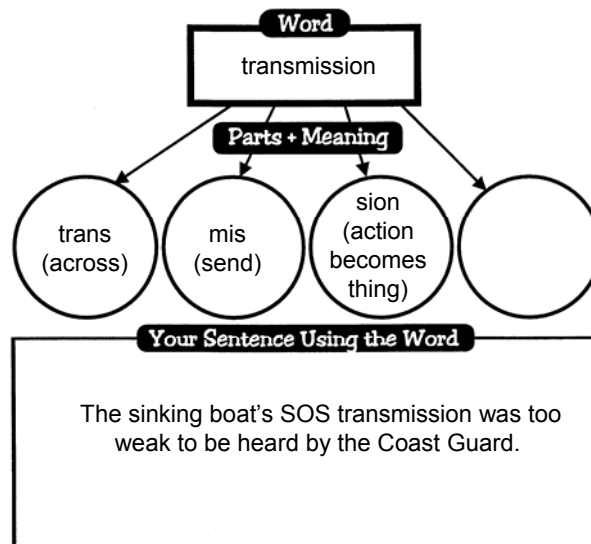 Word
transmission
Parts + Meaning
trans
(across)
mis
(send)
sion
(action
becomes
thing)
Your Sentence Using the Word
The sinking boat's SOS transmission was too
weak to be heard by the Coast Guard.